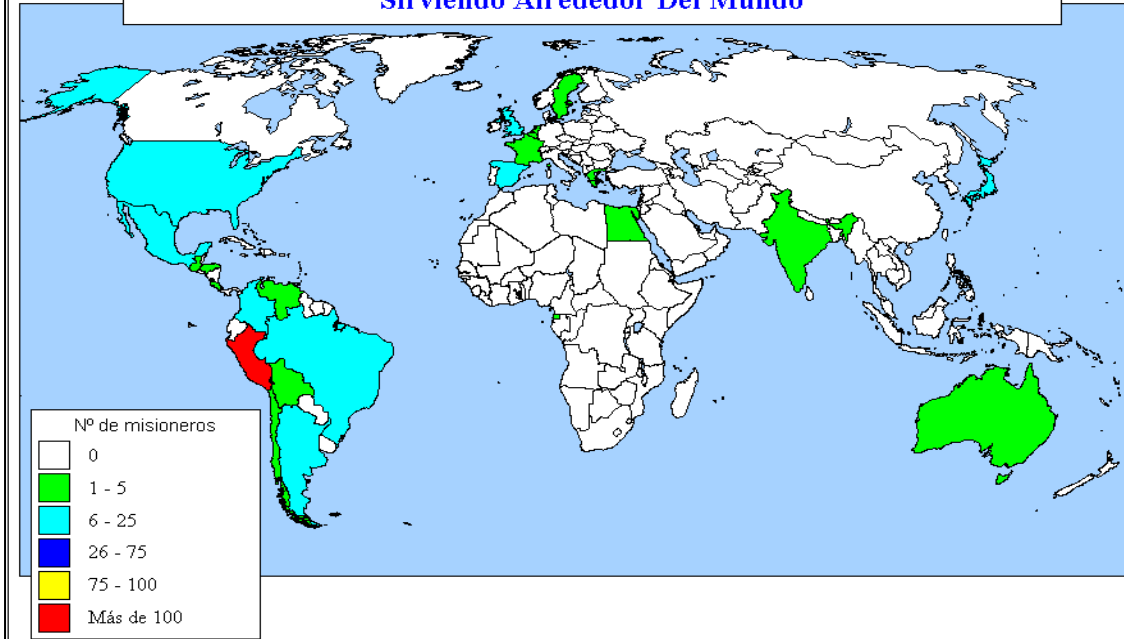 Sirviendo Alrededor Del Mundo
Nº de misioneros
0
1 - 5
6 - 25
26 - 75
75 - 100
Más de 100